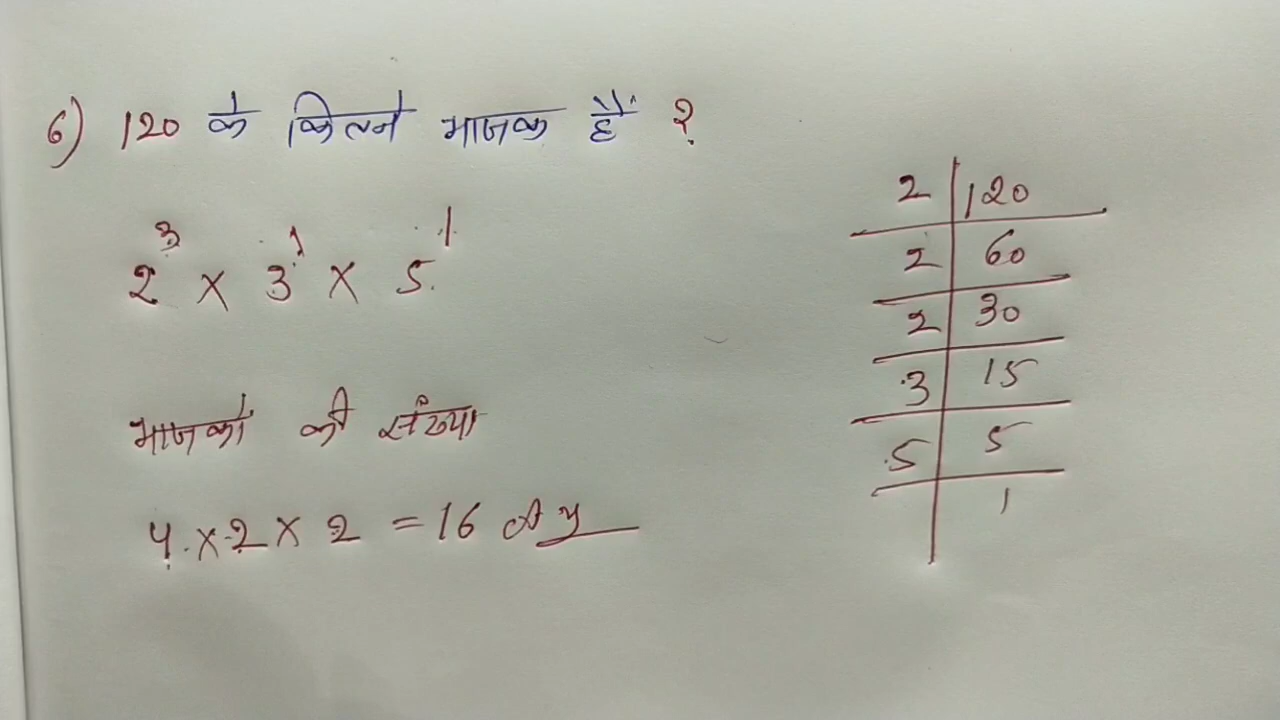 6) 120 के कितने भाजक हैं ?
2³ × 3¹ × 5¹
भाजकों की संख्या
4 × 2 × 2 = 16
2 | 120
2 | 60
2 | 30
3 | 15
5 | 5
| 1